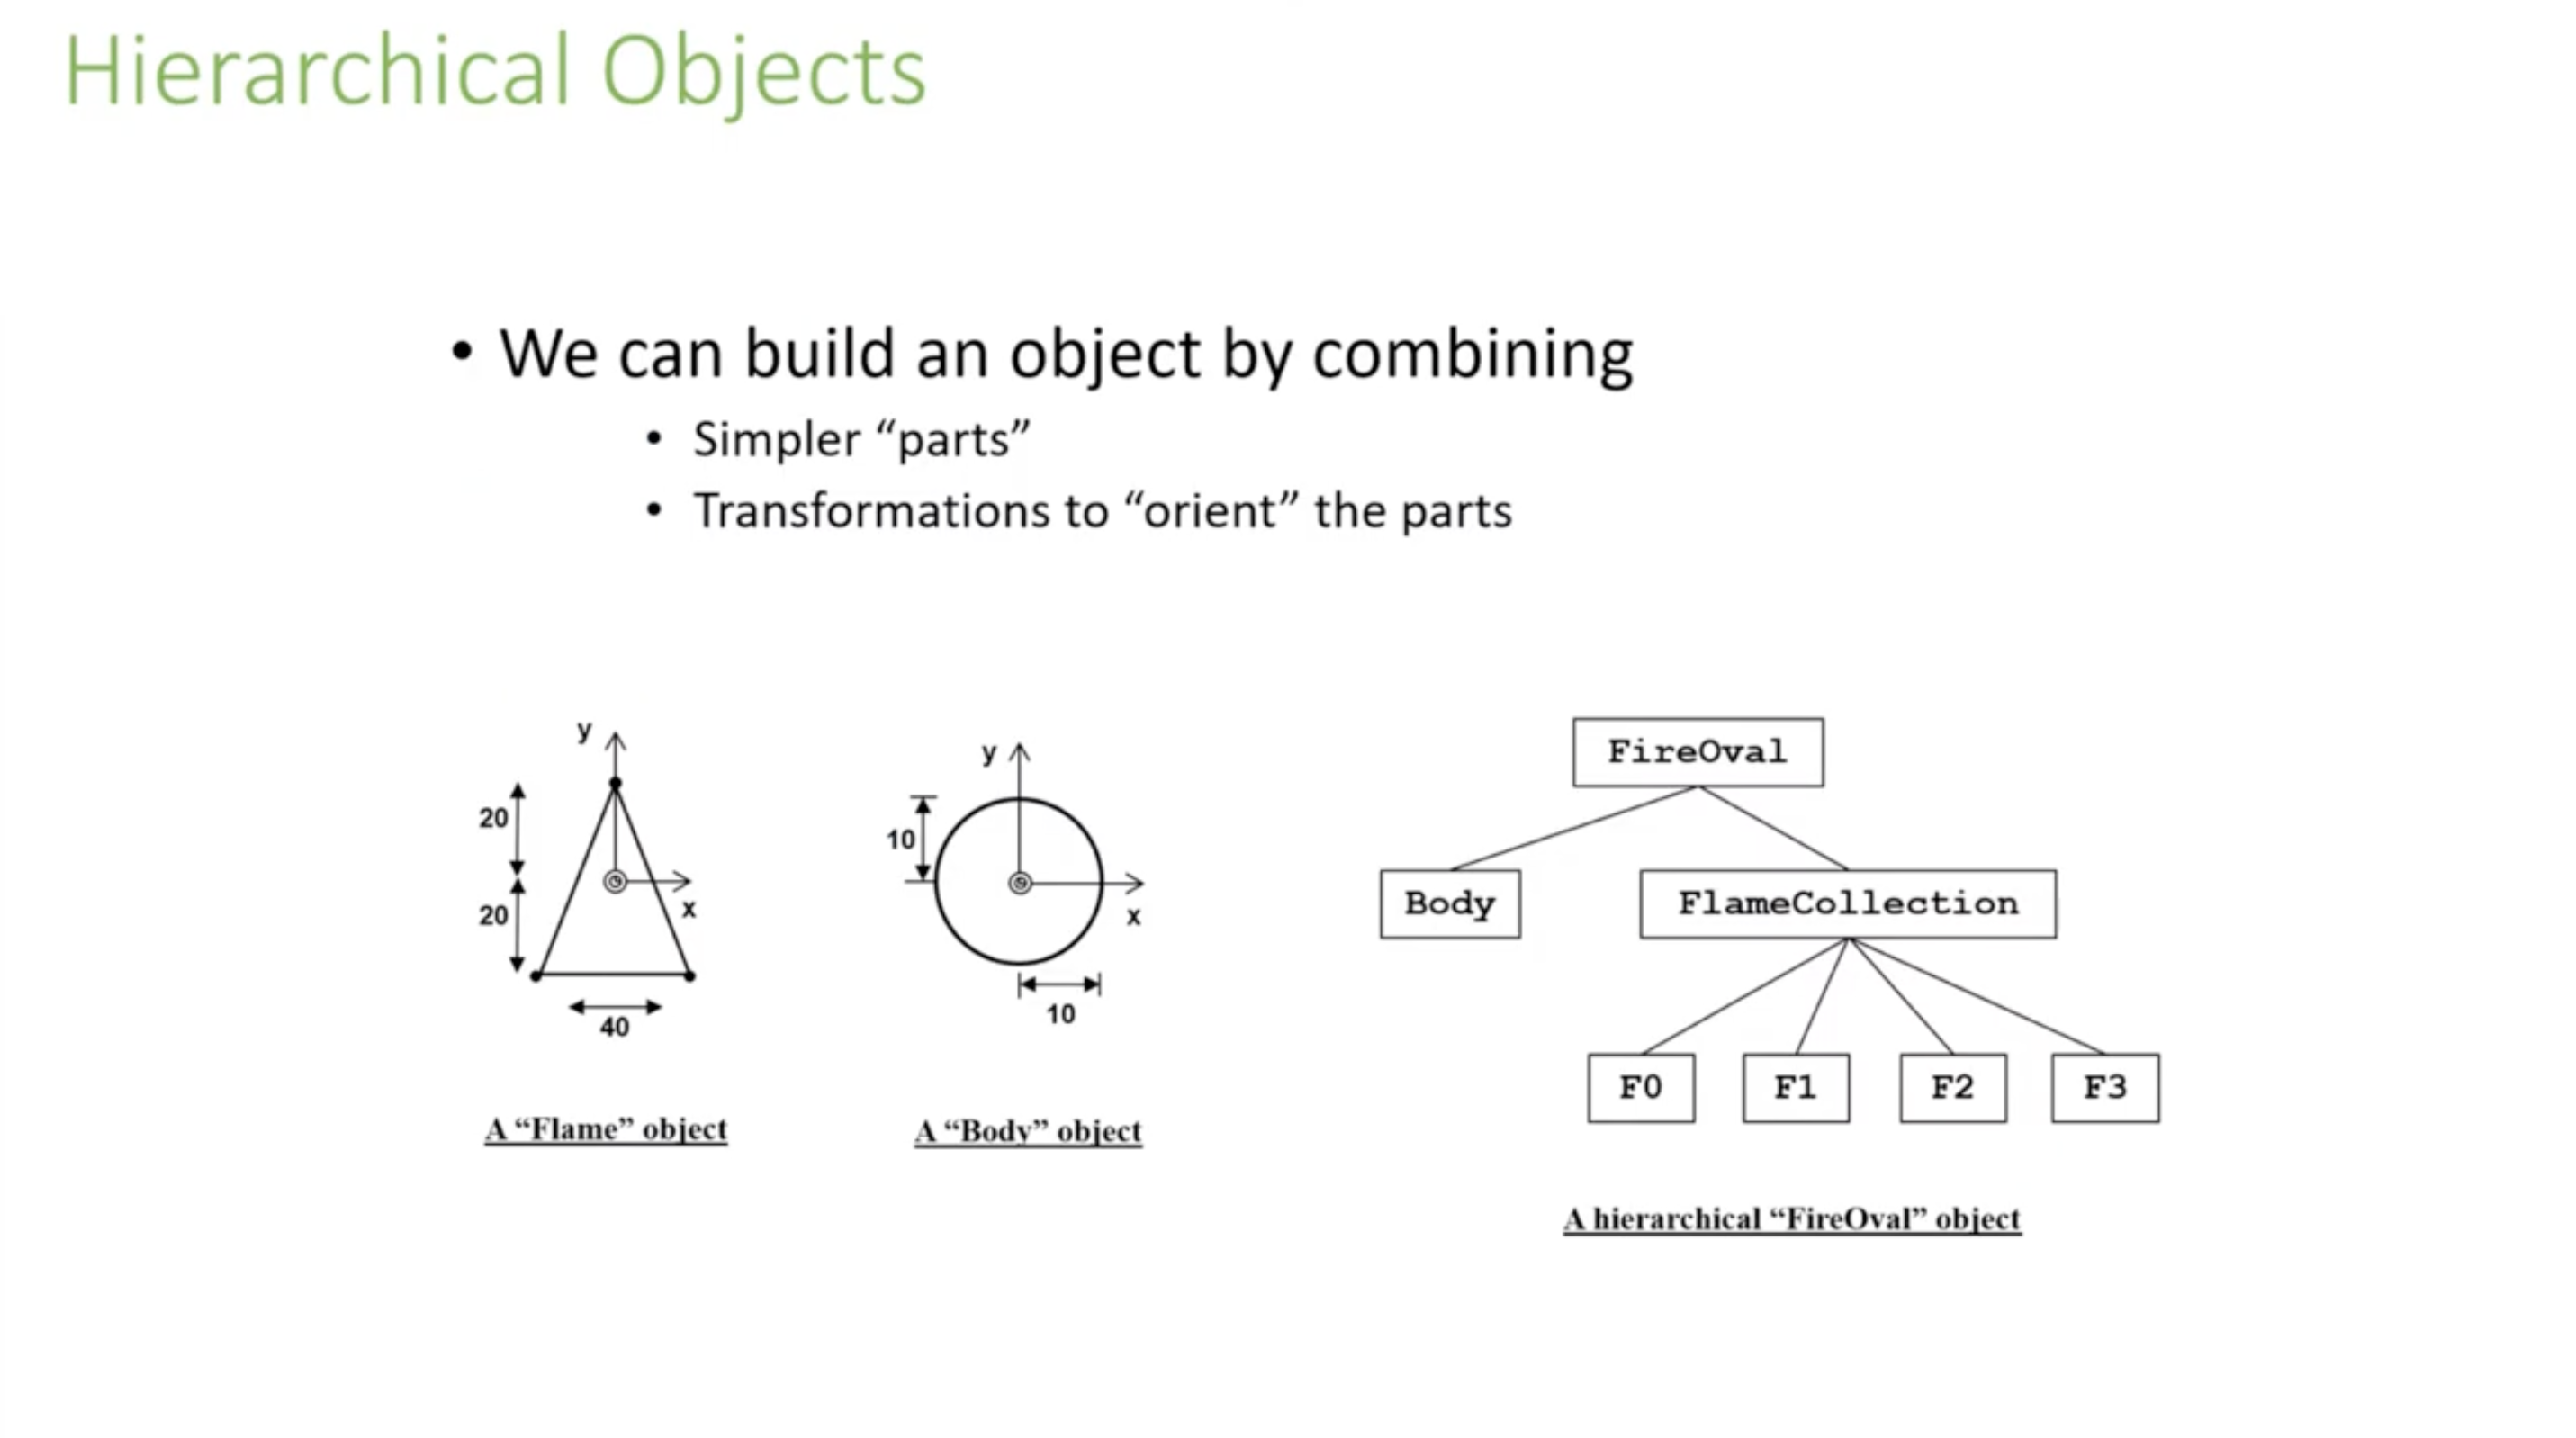 Hierarchical Objects
• We can build an object by combining
• Simpler “parts”
• Transformations to “orient” the parts
y
20
20
x
40
A “Flame” object
y
10
x
10
A “Body” object
FireOval
Body
FlameCollection
F0
F1
F2
F3
A hierarchical “FireOval” object